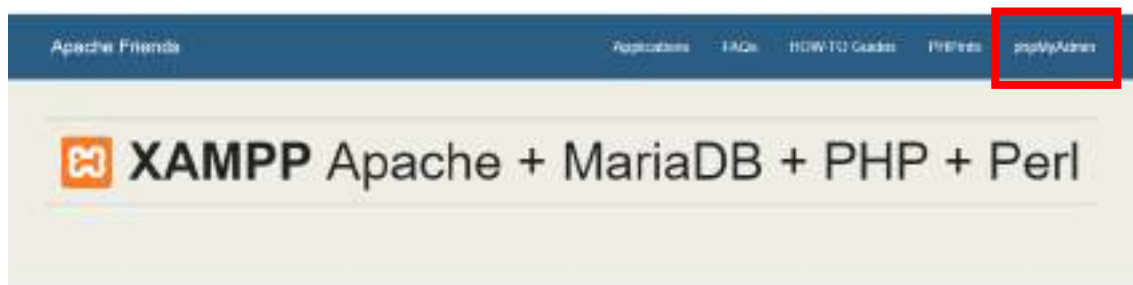 Apache Friends Applications FAQs HOW-TO Guides PHPInfo phpMyAdmin
XAMPP Apache + MariaDB + PHP + Perl